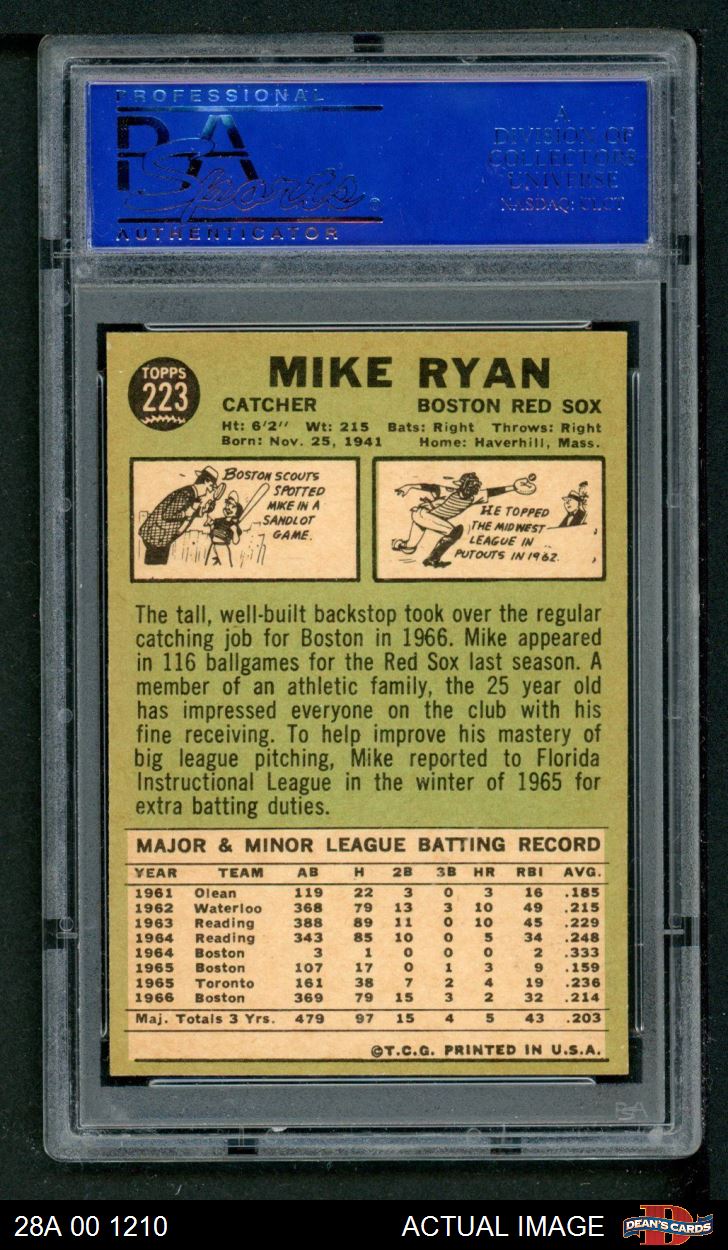 PROFESSIONAL
PSA
Sports
AUTHENTICATOR
A
DIVISION OF
COLLECTORS
UNIVERSE
NASDAQ: CLCT
TOPPS
223
MIKE RYAN
CATCHER BOSTON RED SOX
Ht: 6'2" Wt: 215 Bats: Right Throws: Right
Born: Nov. 25, 1941 Home: Haverhill, Mass.
BOSTON SCOUTS
SPOTTED
MIKE IN A
SANDLOT
GAME.
HE TOPPED
THE MIDWEST
LEAGUE IN
PUTOUTS IN 1962.
The tall, well-built backstop took over the regular
catching job for Boston in 1966. Mike appeared
in 116 ballgames for the Red Sox last season. A
member of an athletic family, the 25 year old
has impressed everyone on the club with his
fine receiving. To help improve his mastery of
big league pitching, Mike reported to Florida
Instructional League in the winter of 1965 for
extra batting duties.
MAJOR & MINOR LEAGUE BATTING RECORD
YEAR TEAM AB H 2B 3B HR RBI AVG.
1961 Olean 119 22 3 0 3 16 .185
1962 Waterloo 368 79 13 3 10 49 .215
1963 Reading 388 89 11 0 10 45 .229
1964 Reading 343 85 10 0 5 34 .248
1964 Boston 3 1 0 0 0 2 .333
1965 Boston 107 17 0 1 3 9 .159
1965 Toronto 161 38 7 2 4 19 .236
1966 Boston 369 79 15 3 2 32 .214
Maj. Totals 3 Yrs. 479 97 15 4 5 43 .203
©T.C.G. PRINTED IN U.S.A.
PSA
28A 00 1210 ACTUAL IMAGE DEAN'S CARDS